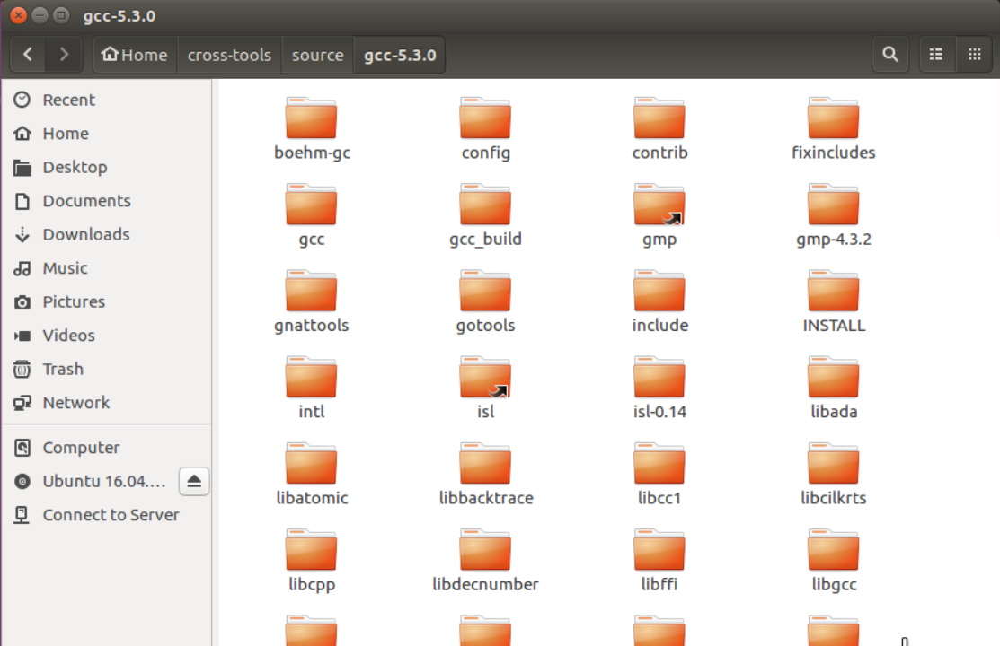 gcc-5.3.0
Home cross-tools source gcc-5.3.0
Recent
Home
Desktop
Documents
Downloads
Music
Pictures
Videos
Trash
Network
Computer
Ubuntu 16.04....
Connect to Server
boehm-gc config contrib fixincludes
gcc gcc_build gmp gmp-4.3.2
gnattools gotools include INSTALL
intl isl isl-0.14 libada
libatomic libbacktrace libcc1 libcilkrts
libcpp libdecnumber libffi libgcc